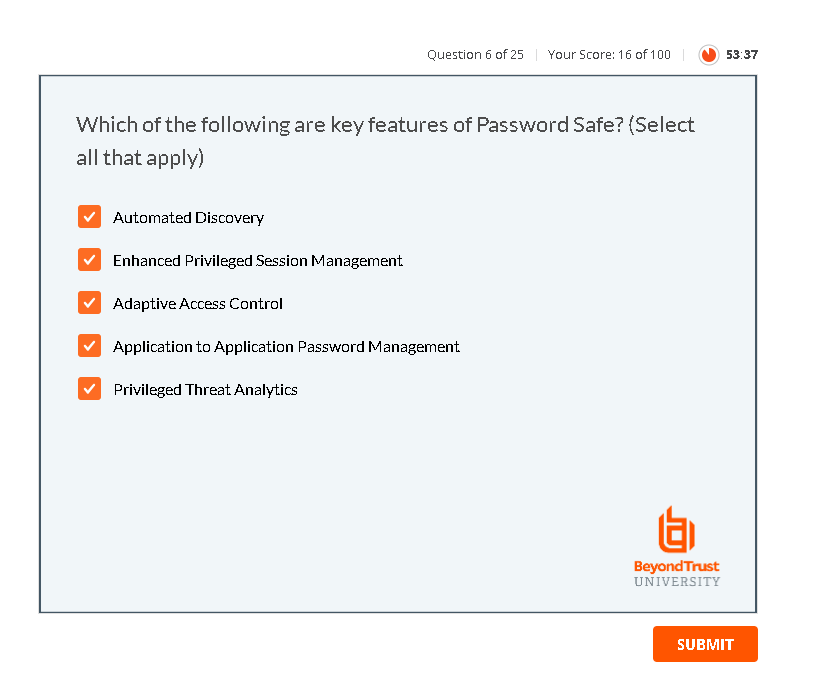 Question 6 of 25 | Your Score: 16 of 100 | 53:37
Which of the following are key features of Password Safe? (Select
all that apply)
Automated Discovery
Enhanced Privileged Session Management
Adaptive Access Control
Application to Application Password Management
Privileged Threat Analytics
BeyondTrust
UNIVERSITY
SUBMIT